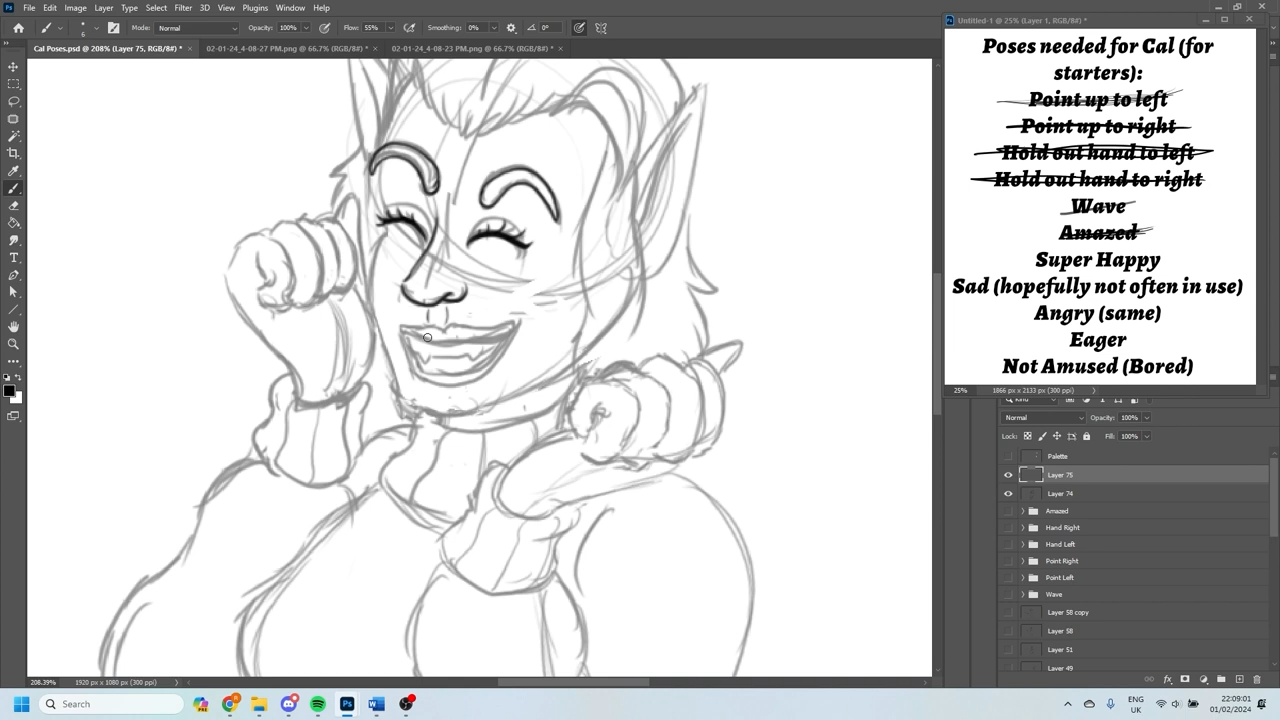 File Edit Image Layer Type Select Filter 3D View Plugins Window Help
Mode: Normal Opacity: 100% Flow: 55% Smoothing: 0% 0°
6
Cal Poses.psd @ 208% (Layer 75, RGB/8#) * × 02-01-24_4-08-27 PM.png @ 66.7% (RGB/8#) * × 02-01-24_4-08-23 PM.png @ 66.7% (RGB/8#) * ×
Untitled-1 @ 25% (Layer 1, RGB/8#) *
Poses needed for Cal (for
starters):
Point up to left
Point up to right
Hold out hand to left
Hold out hand to right
Wave
Amazed
Super Happy
Sad (hopefully not often in use)
Angry (same)
Eager
Not Amused (Bored)
25% 1866 px x 2133 px (300 ppi)
Kind
Normal Opacity: 100%
Lock: Fill: 100%
Palette
Layer 75
Layer 74
Amazed
Hand Right
Hand Left
Point Right
Point Left
Wave
Layer 58 copy
Layer 58
Layer 51
Layer 49
208.39% 1920 px x 1080 px (300 ppi)
Search
ENG
UK
22:09:01
01/02/2024